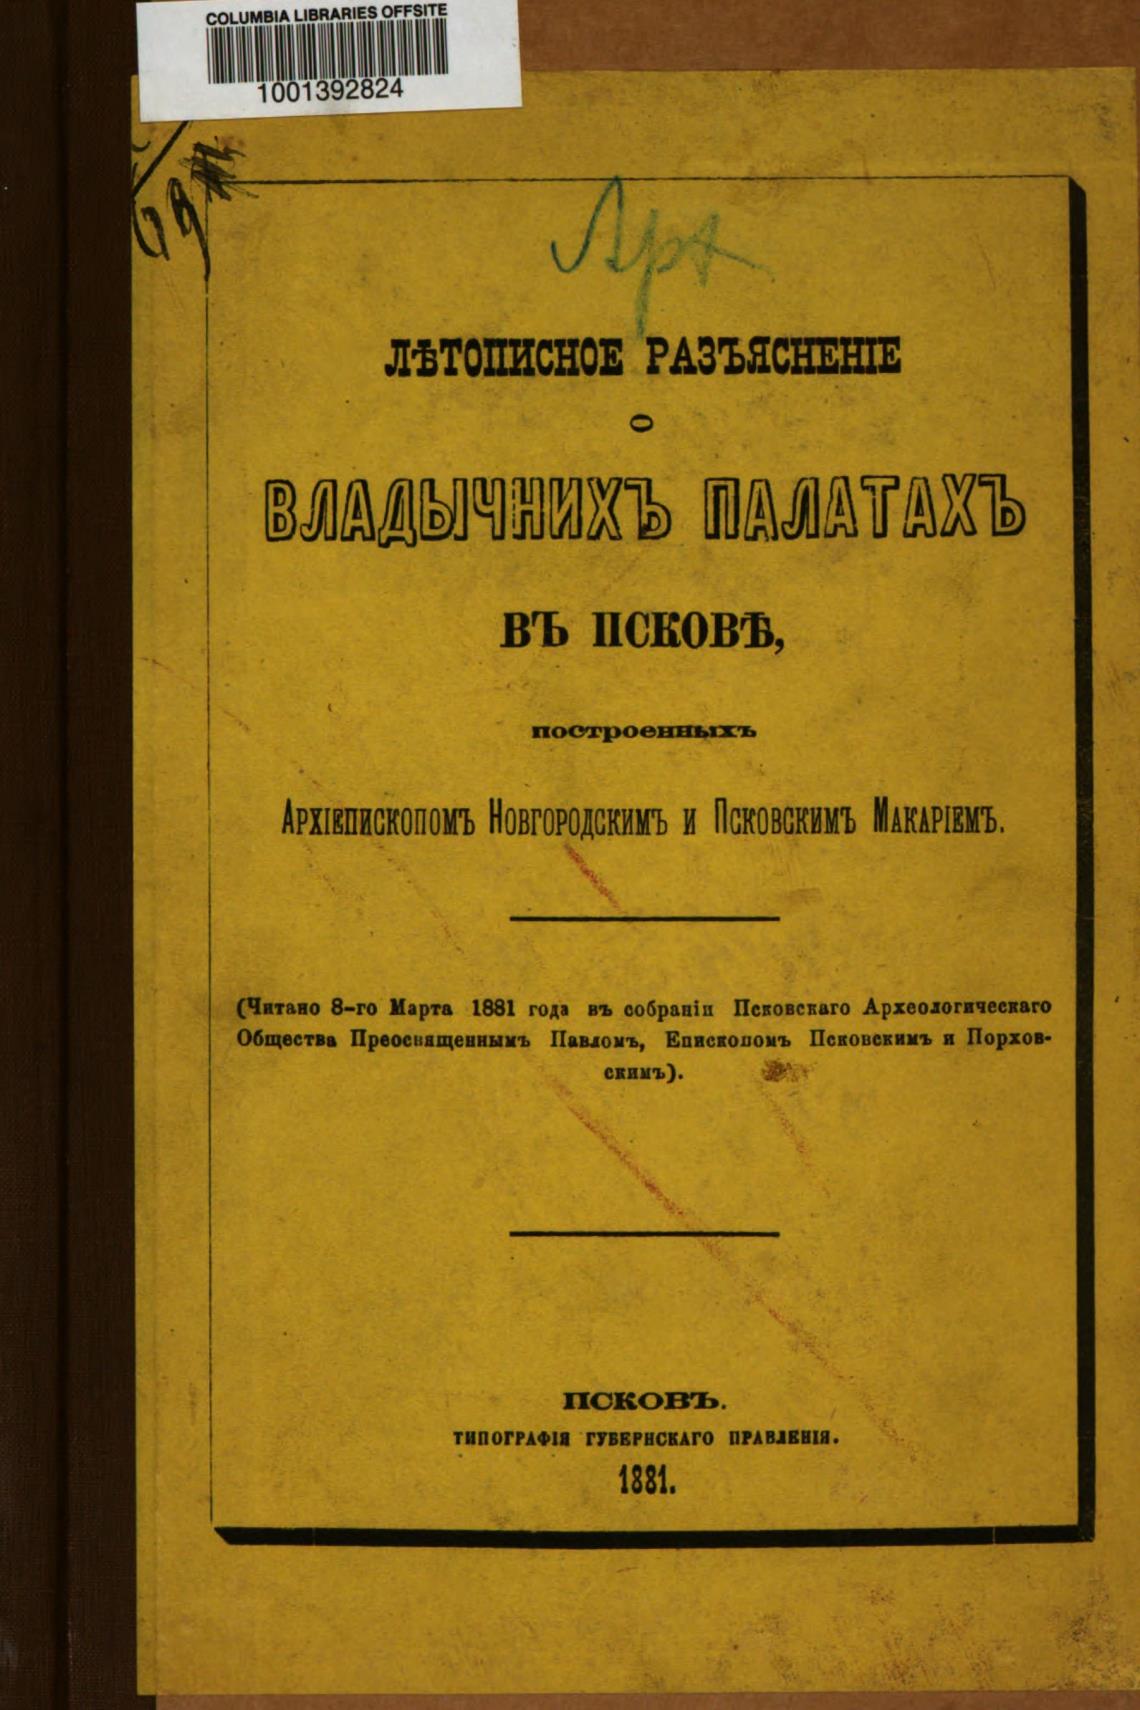 COLUMBIA LIBRARIES OFFSITE
1001392824
Арх
ЛѢТОПИСНОЕ РАЗЪЯСНЕНІЕ
О
ВЛАДЫЧНИХЪ ПАЛАТАХЪ
ВЪ ПСКОВѢ,
построенныхъ
Архіепископомъ Новгородскимъ и Псковскимъ Макаріемъ.
(Читано 8-го Марта 1881 года въ собраніи Псковскаго Археологическаго
Общества Преосвященнымъ Павломъ, Епископомъ Псковскимъ и Порхов-
скимъ).
ПСКОВЪ.
ТИПОГРАФІЯ ГУБЕРНСКАГО ПРАВЛЕНІЯ.
1881.